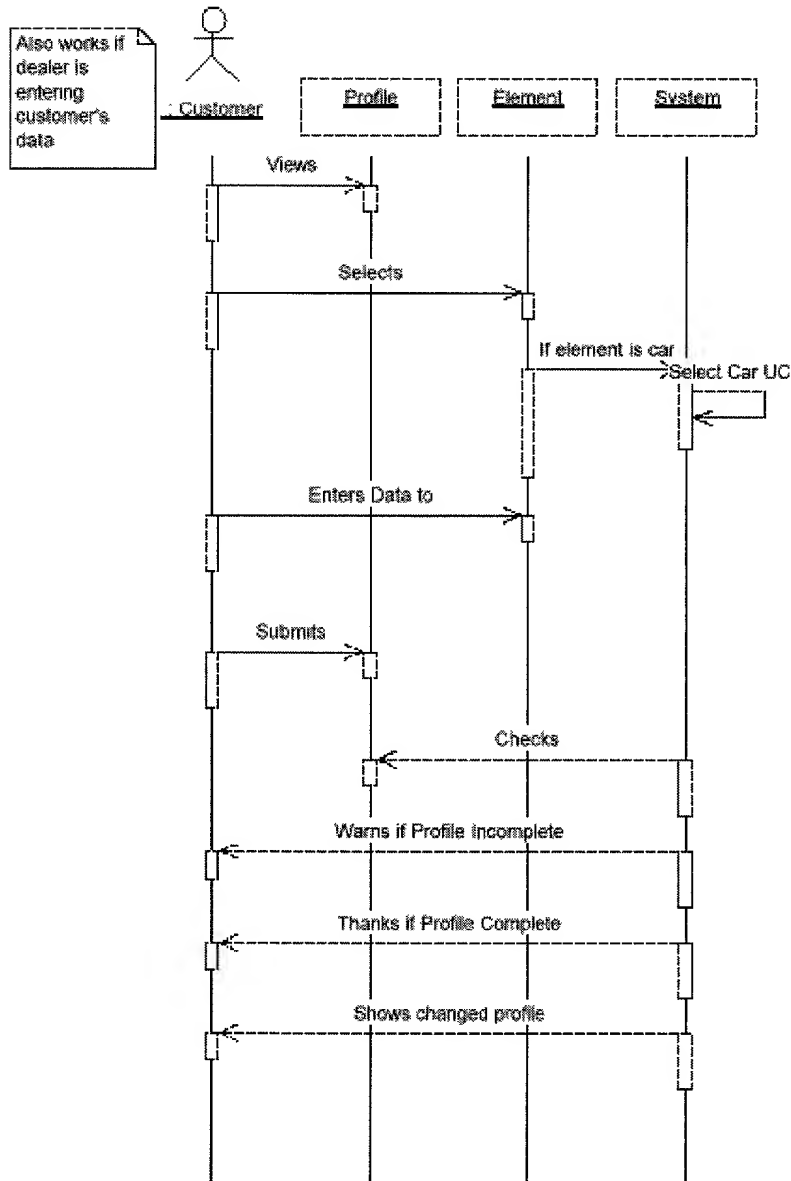 Also works if
dealer is
entering
customer's
data
: Customer
Profile
Element
System
Views
Selects
If element is car
Select Car UC
Enters Data to
Submits
Checks
Warns if Profile Incomplete
Thanks if Profile Complete
Shows changed profile